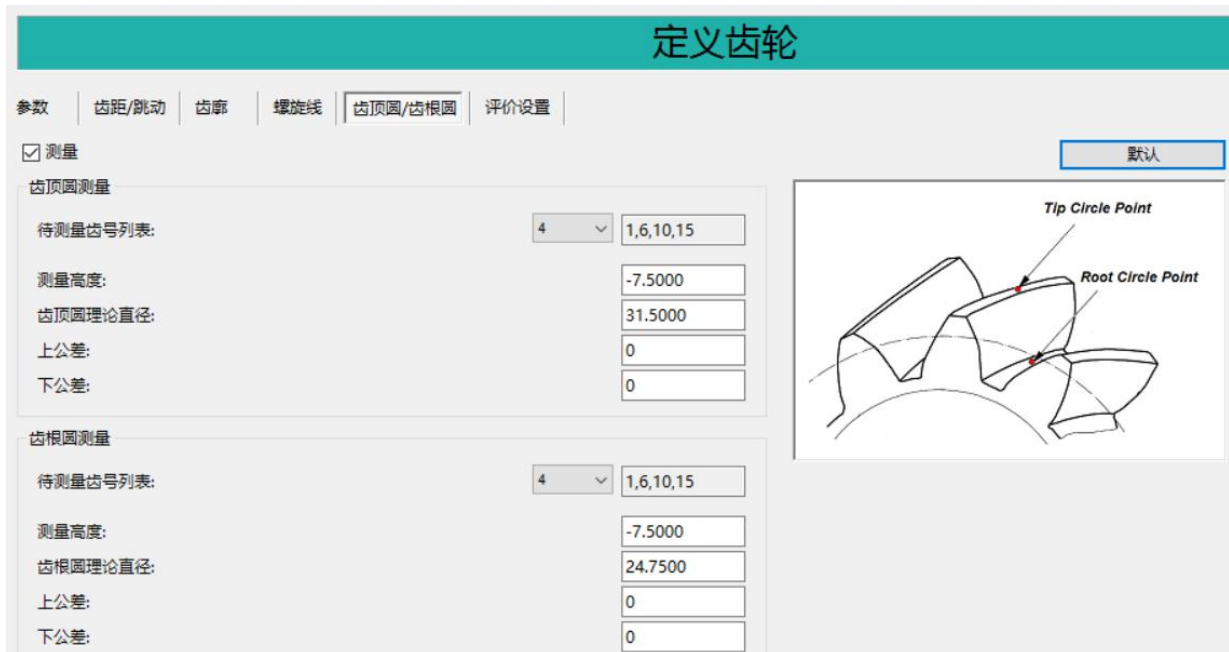 定义齿轮
参数 齿距/跳动 齿廓 螺旋线 齿顶圆/齿根圆 评价设置
测量 默认
齿顶圆测量
待测量齿号列表: 4 1,6,10,15
测量高度: -7.5000
齿顶圆理论直径: 31.5000
上公差: 0
下公差: 0
Tip Circle Point
Root Circle Point
齿根圆测量
待测量齿号列表: 4 1,6,10,15
测量高度: -7.5000
齿根圆理论直径: 24.7500
上公差: 0
下公差: 0